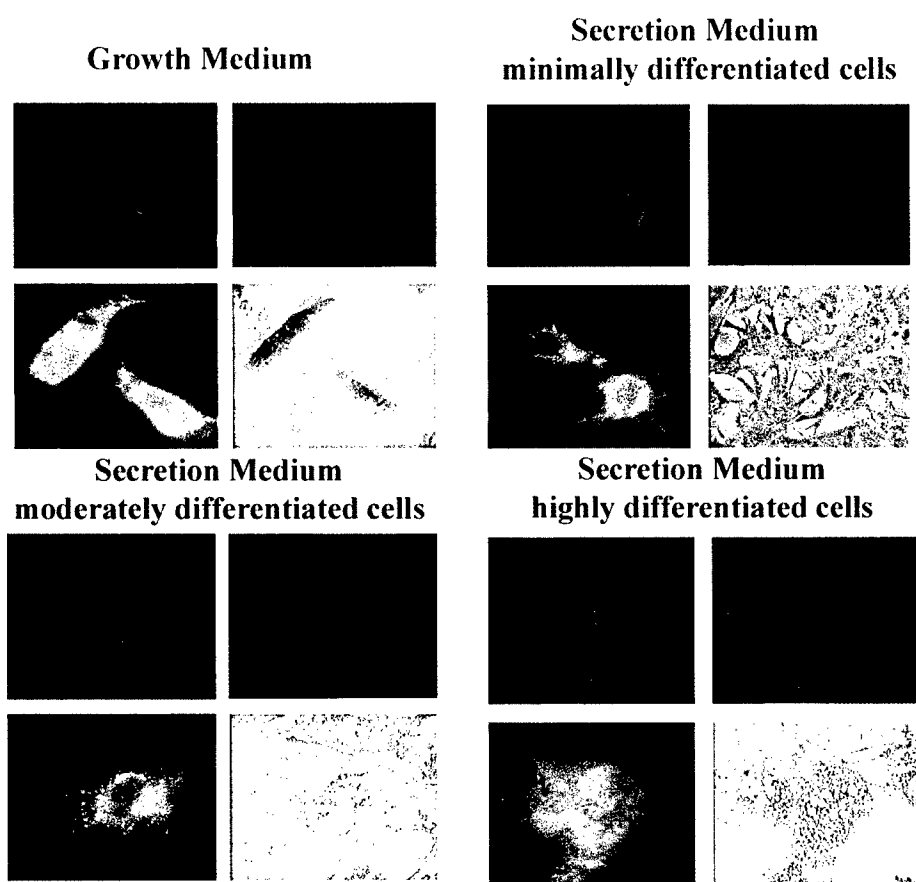 Growth Medium
Secretion Medium
minimally differentiated cells
Secretion Medium
moderately differentiated cells
Secretion Medium
highly differentiated cells